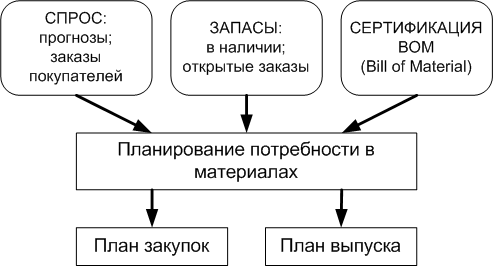 СПРОС:
прогнозы;
заказы
покупателей
ЗАПАСЫ:
в наличии;
открытые заказы
СЕРТИФИКАЦИЯ
BOM
(Bill of Material)
Планирование потребности в
материалах
План закупок
План выпуска